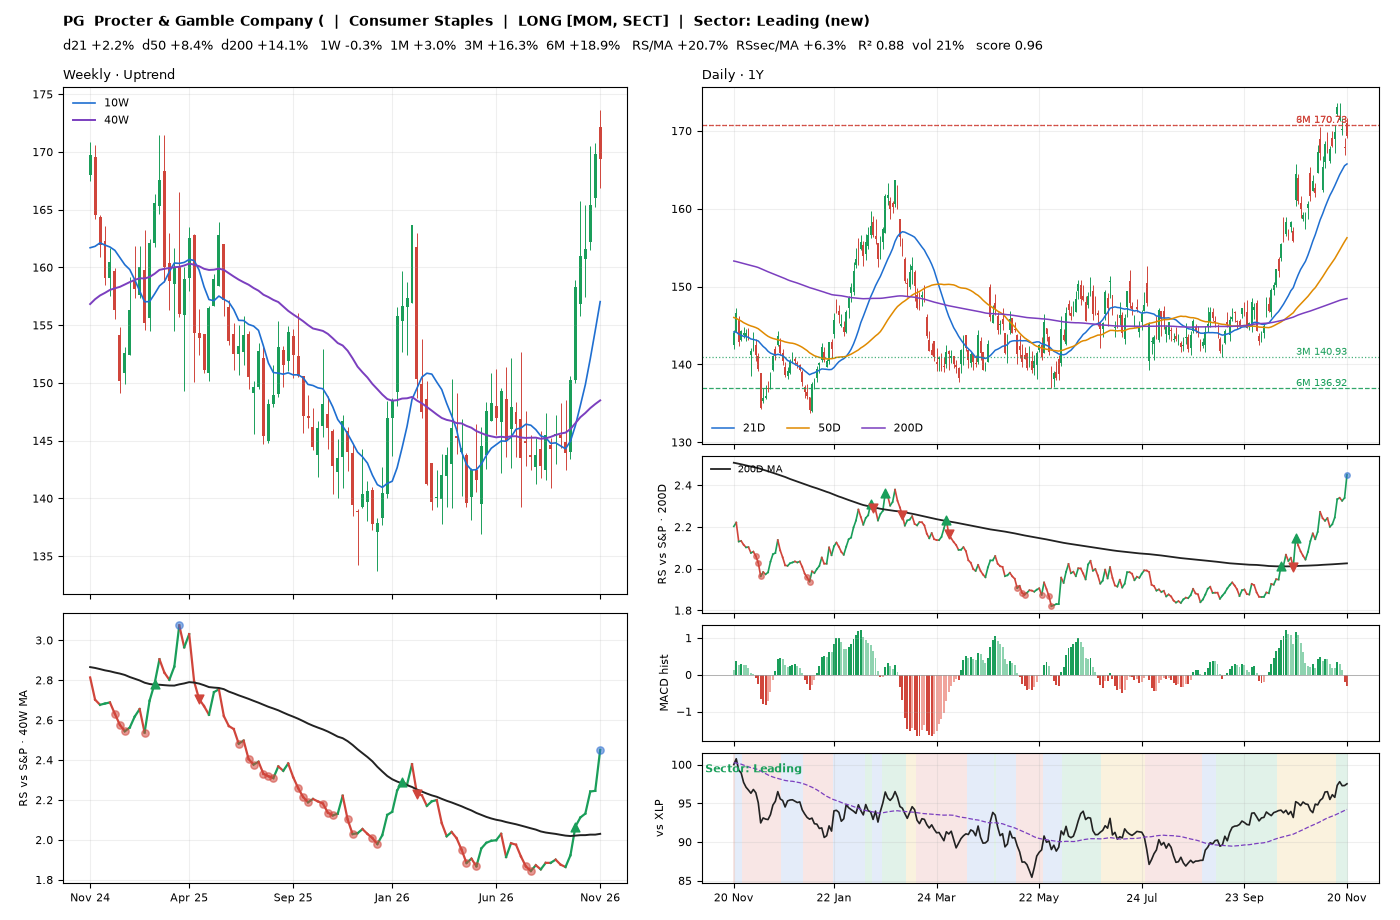 PG  Procter & Gamble Company (  |  Consumer Staples  |  LONG [MOM, SECT]  |  Sector: Leading (new)
d21 +2.2%  d50 +8.4%  d200 +14.1%   1W -0.3%  1M +3.0%  3M +16.3%  6M +18.9%   RS/MA +20.7%  RSsec/MA +6.3%   R² 0.88  vol 21%   score 0.96
Weekly · Uptrend
10W
40W
175
170
165
160
155
150
145
140
135
RS vs S&P · 40W MA
3.0
2.8
2.6
2.4
2.2
2.0
1.8
Nov 24
Apr 25
Sep 25
Jan 26
Jun 26
Nov 26
Daily · 1Y
170
160
150
140
130
8M 170.73
3M 140.93
6M 136.92
21D
50D
200D
RS vs S&P · 200D
200D MA
2.4
2.2
2.0
1.8
MACD hist
1
0
−1
vs XLP
Sector: Leading
100
95
90
85
20 Nov
22 Jan
24 Mar
22 May
24 Jul
23 Sep
20 Nov